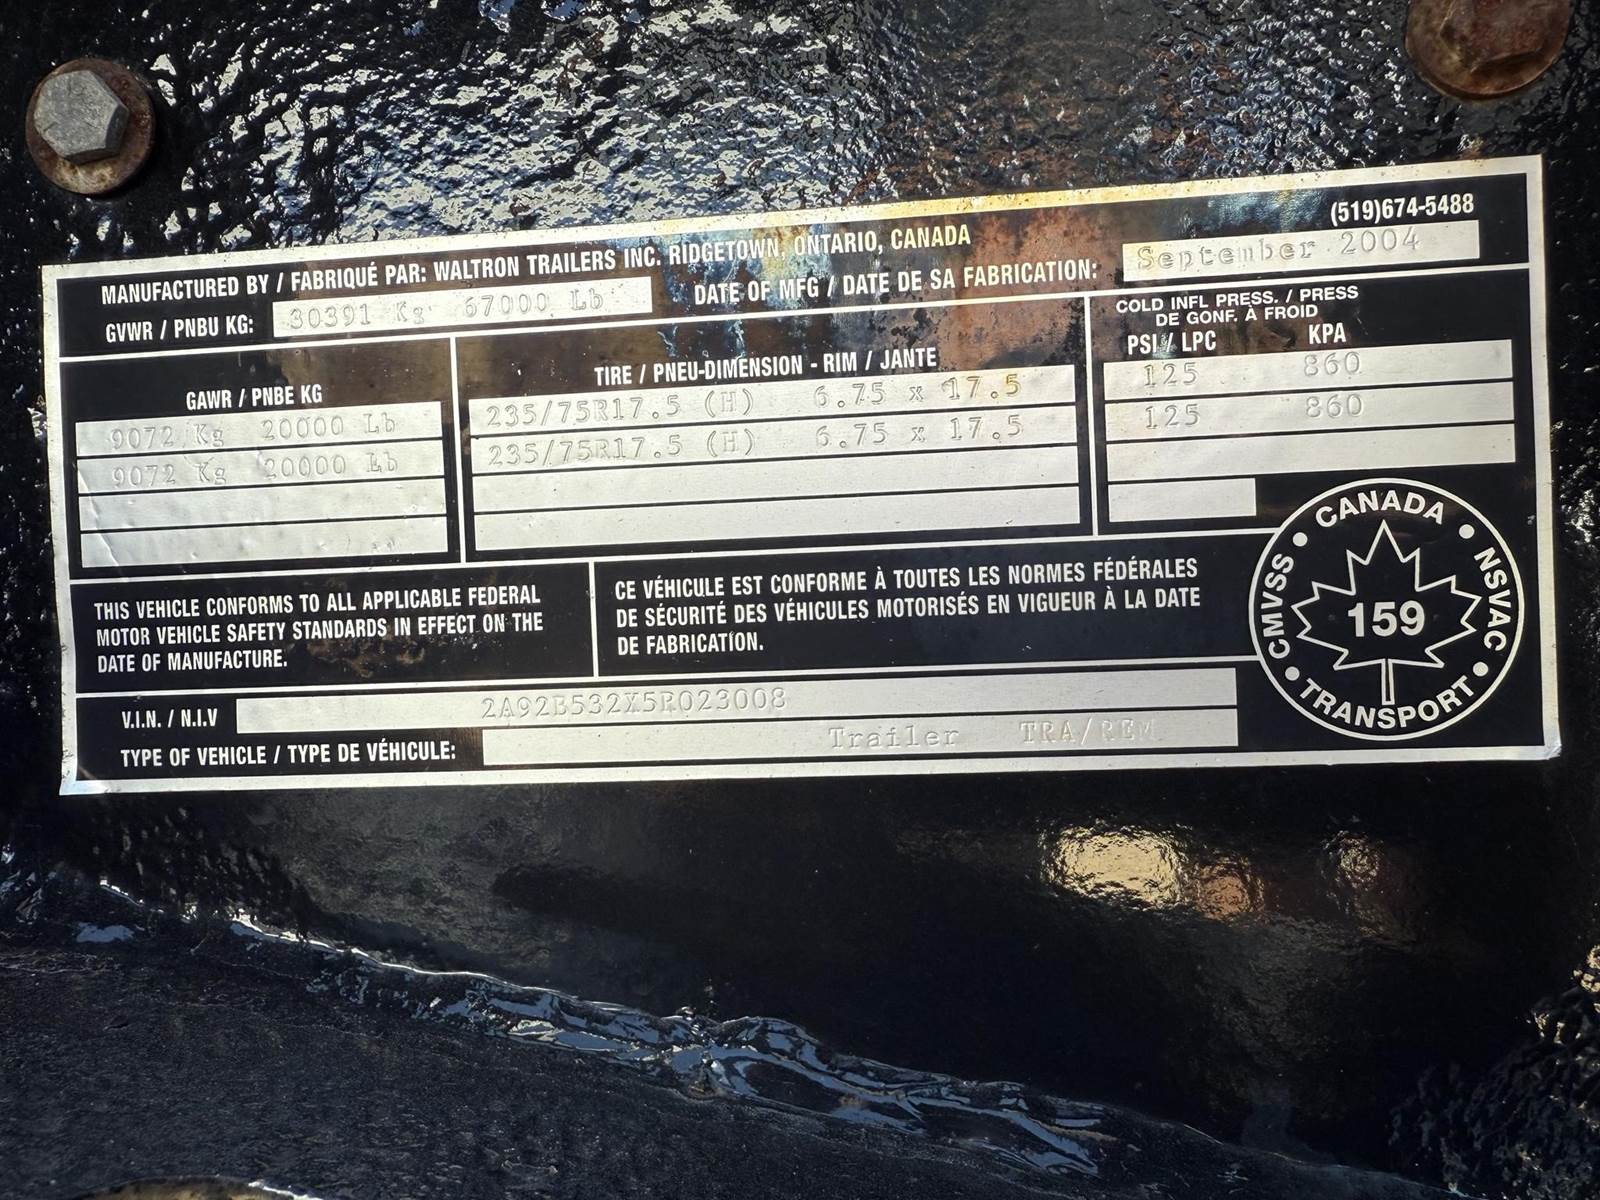 (519)674-5488
MANUFACTURED BY / FABRIQUÉ PAR: WALTRON TRAILERS INC. RIDGETOWN, ONTARIO, CANADA
GVWR / PNBU KG: 30391 Kg 67000 Lb DATE OF MFG / DATE DE SA FABRICATION: September 2004
GAWR / PNBE KG
9072 Kg 20000 Lb
9072 Kg 20000 Lb
TIRE / PNEU-DIMENSION - RIM / JANTE
235/75R17.5 (H) 6.75 x 17.5
235/75R17.5 (H) 6.75 x 17.5
COLD INFL PRESS. / PRESS
DE GONF. À FROID
PSI / LPC KPA
125 860
125 860
THIS VEHICLE CONFORMS TO ALL APPLICABLE FEDERAL
MOTOR VEHICLE SAFETY STANDARDS IN EFFECT ON THE
DATE OF MANUFACTURE.
CE VÉHICULE EST CONFORME À TOUTES LES NORMES FÉDÉRALES
DE SÉCURITÉ DES VÉHICULES MOTORISÉS EN VIGUEUR À LA DATE
DE FABRICATION.
CANADA • NSVAC • TRANSPORT • CMVSS •
159
V.I.N. / N.I.V 2A92B532X5R023008
TYPE OF VEHICLE / TYPE DE VÉHICULE: Trailer TRA/REM